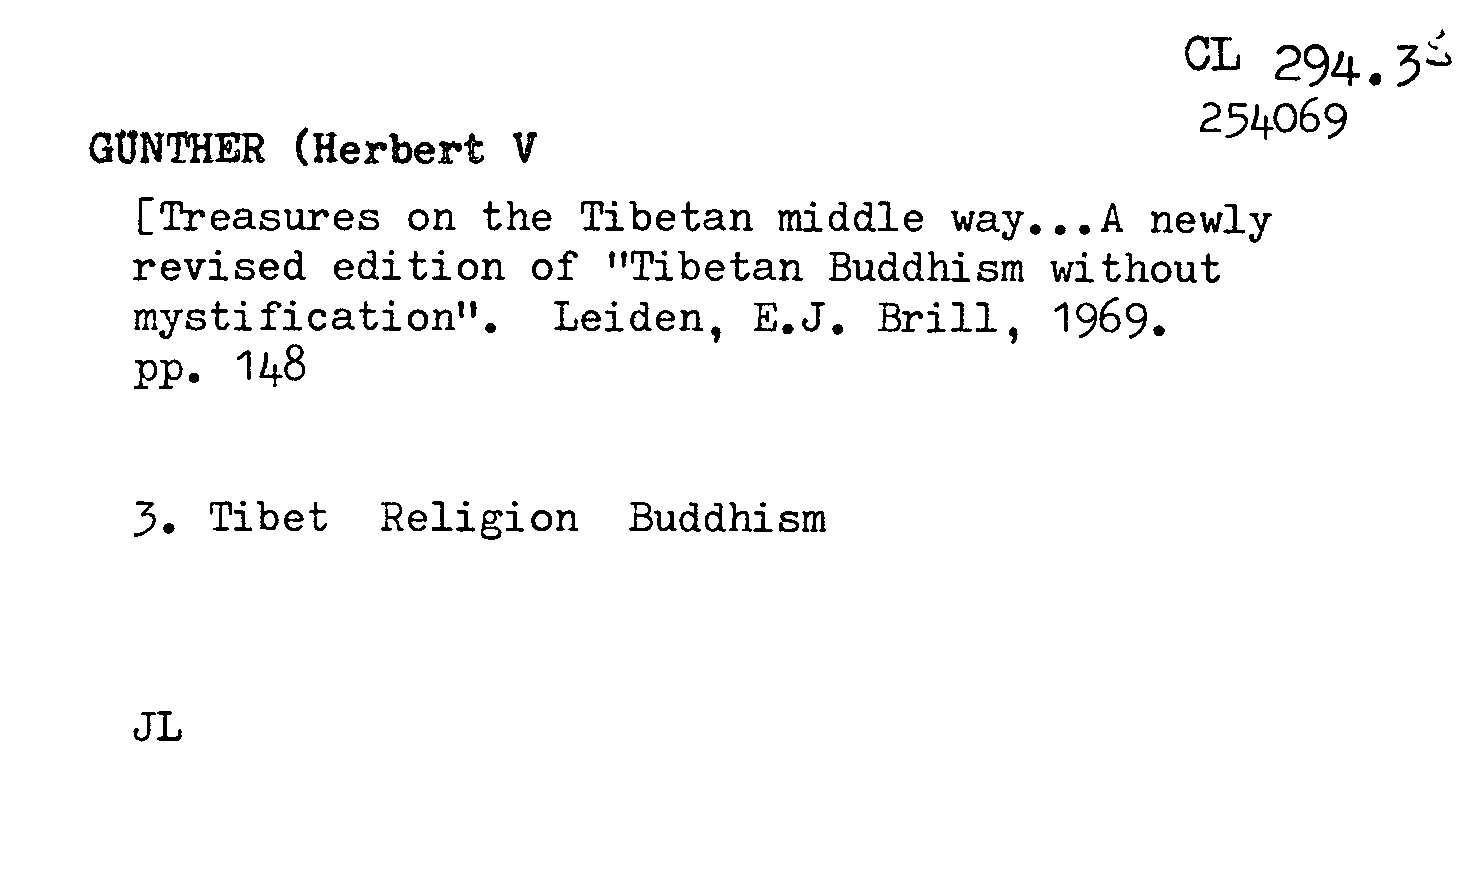 CL 294.3
254069
GÜNTHER (Herbert V
[Treasures on the Tibetan middle way...A newly
revised edition of "Tibetan Buddhism without
mystification". Leiden, E.J. Brill, 1969.
pp. 148
3. Tibet Religion Buddhism
JL